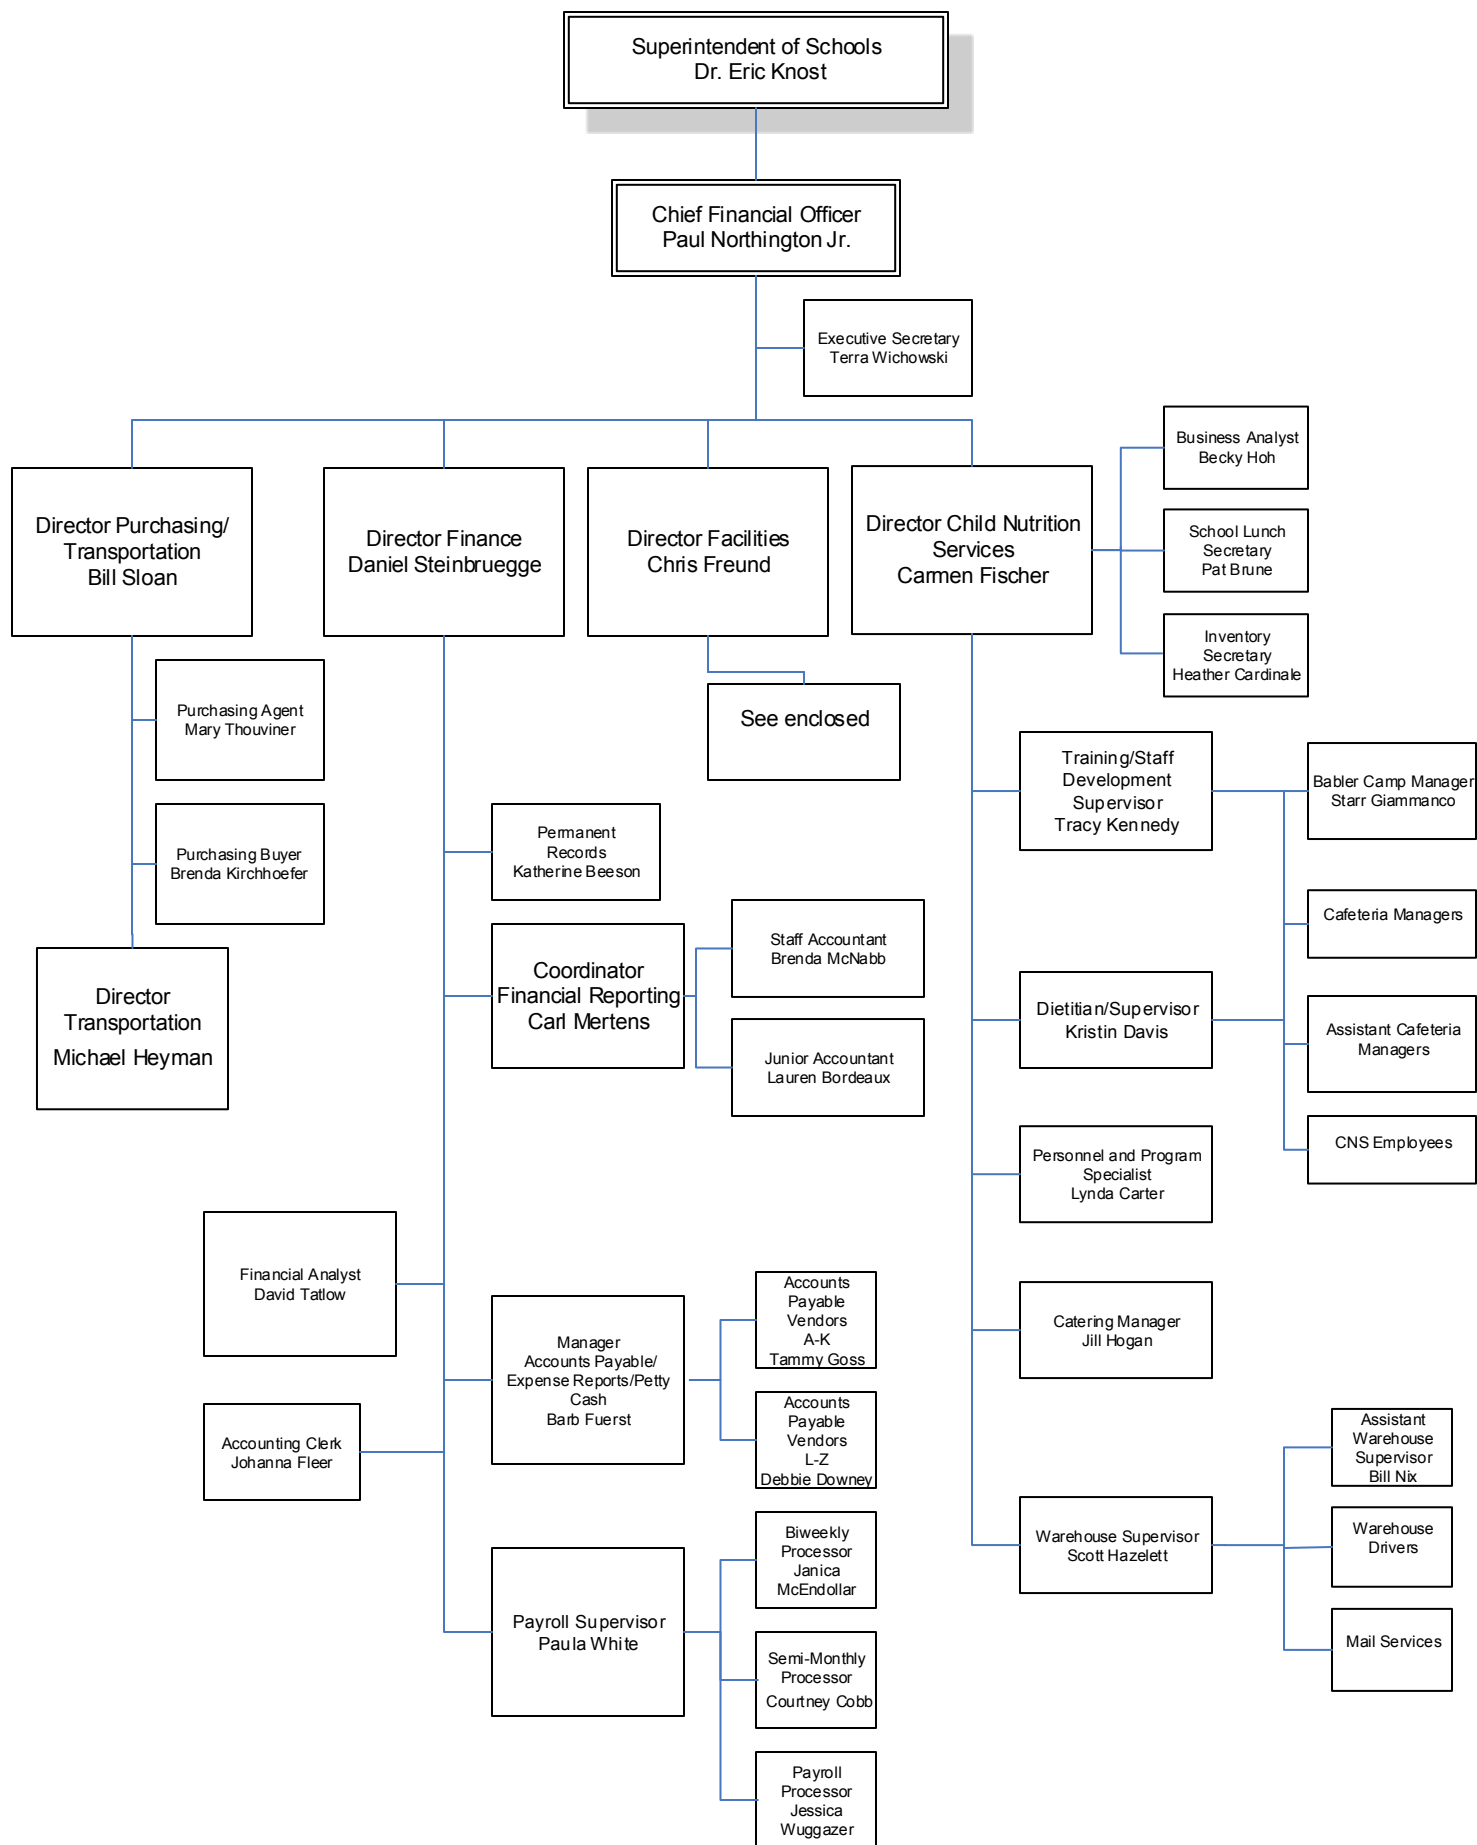 Superintendent of Schools
Dr. Eric Knost
Chief Financial Officer
Paul Northington Jr.
Executive Secretary
Terra Wichowski
Director Purchasing/
Transportation
Bill Sloan
Purchasing Agent
Mary Thouviner
Purchasing Buyer
Brenda Kirchhoefer
Director
Transportation
Michael Heyman
Director Finance
Daniel Steinbruegge
Permanent
Records
Katherine Beeson
Coordinator
Financial Reporting
Carl Mertens
Staff Accountant
Brenda McNabb
Junior Accountant
Lauren Bordeaux
Financial Analyst
David Tatlow
Manager
Accounts Payable/
Expense Reports/Petty
Cash
Barb Fuerst
Accounts
Payable
Vendors
A-K
Tammy Goss
Accounts
Payable
Vendors
L-Z
Debbie Downey
Accounting Clerk
Johanna Fleer
Payroll Supervisor
Paula White
Biweekly
Processor
Janica
McEndollar
Semi-Monthly
Processor
Courtney Cobb
Payroll
Processor
Jessica
Wuggazer
Director Facilities
Chris Freund
See enclosed
Director Child Nutrition
Services
Carmen Fischer
Business Analyst
Becky Hoh
School Lunch
Secretary
Pat Brune
Inventory
Secretary
Heather Cardinale
Training/Staff
Development
Supervisor
Tracy Kennedy
Babler Camp Manager
Starr Giammanco
Cafeteria Managers
Dietitian/Supervisor
Kristin Davis
Assistant Cafeteria
Managers
CNS Employees
Personnel and Program
Specialist
Lynda Carter
Catering Manager
Jill Hogan
Warehouse Supervisor
Scott Hazelett
Assistant
Warehouse
Supervisor
Bill Nix
Warehouse
Drivers
Mail Services